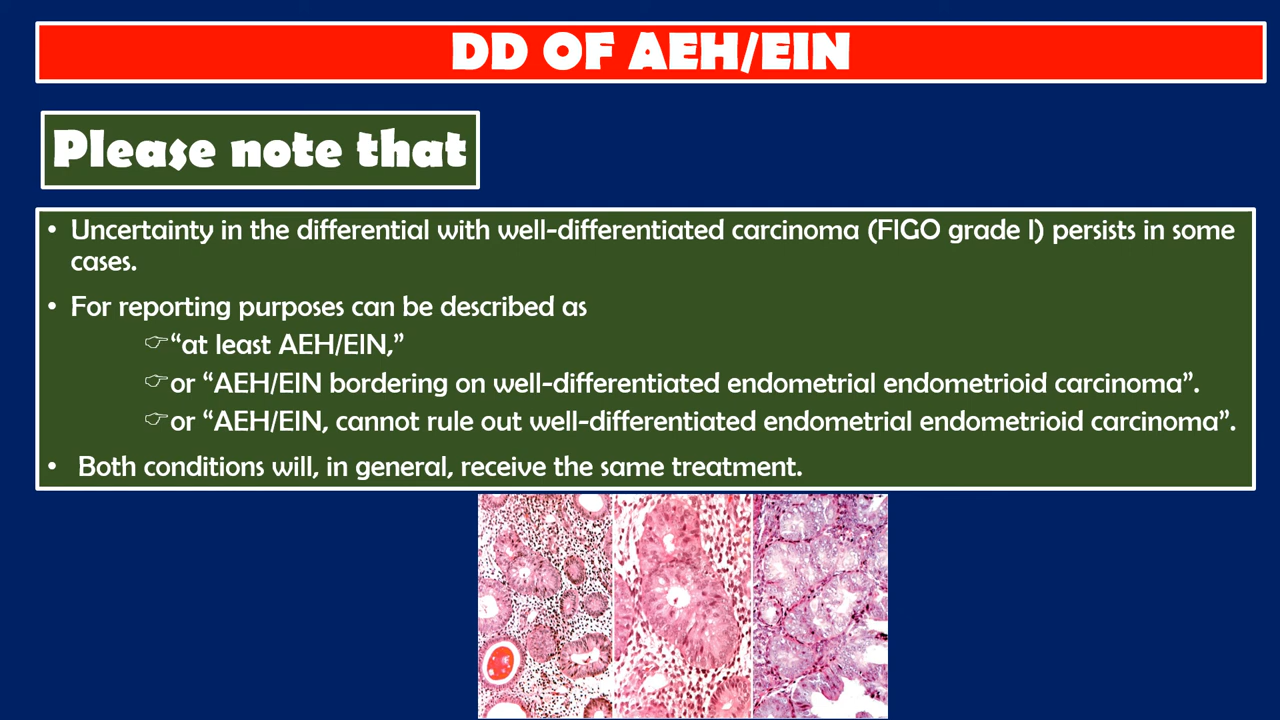 DD OF AEH/EIN
Please note that
• Uncertainty in the differential with well-differentiated carcinoma (FIGO grade I) persists in some
cases.
• For reporting purposes can be described as
☞“at least AEH/EIN,”
☞or “AEH/EIN bordering on well-differentiated endometrial endometrioid carcinoma”.
☞or “AEH/EIN, cannot rule out well-differentiated endometrial endometrioid carcinoma”.
• Both conditions will, in general, receive the same treatment.